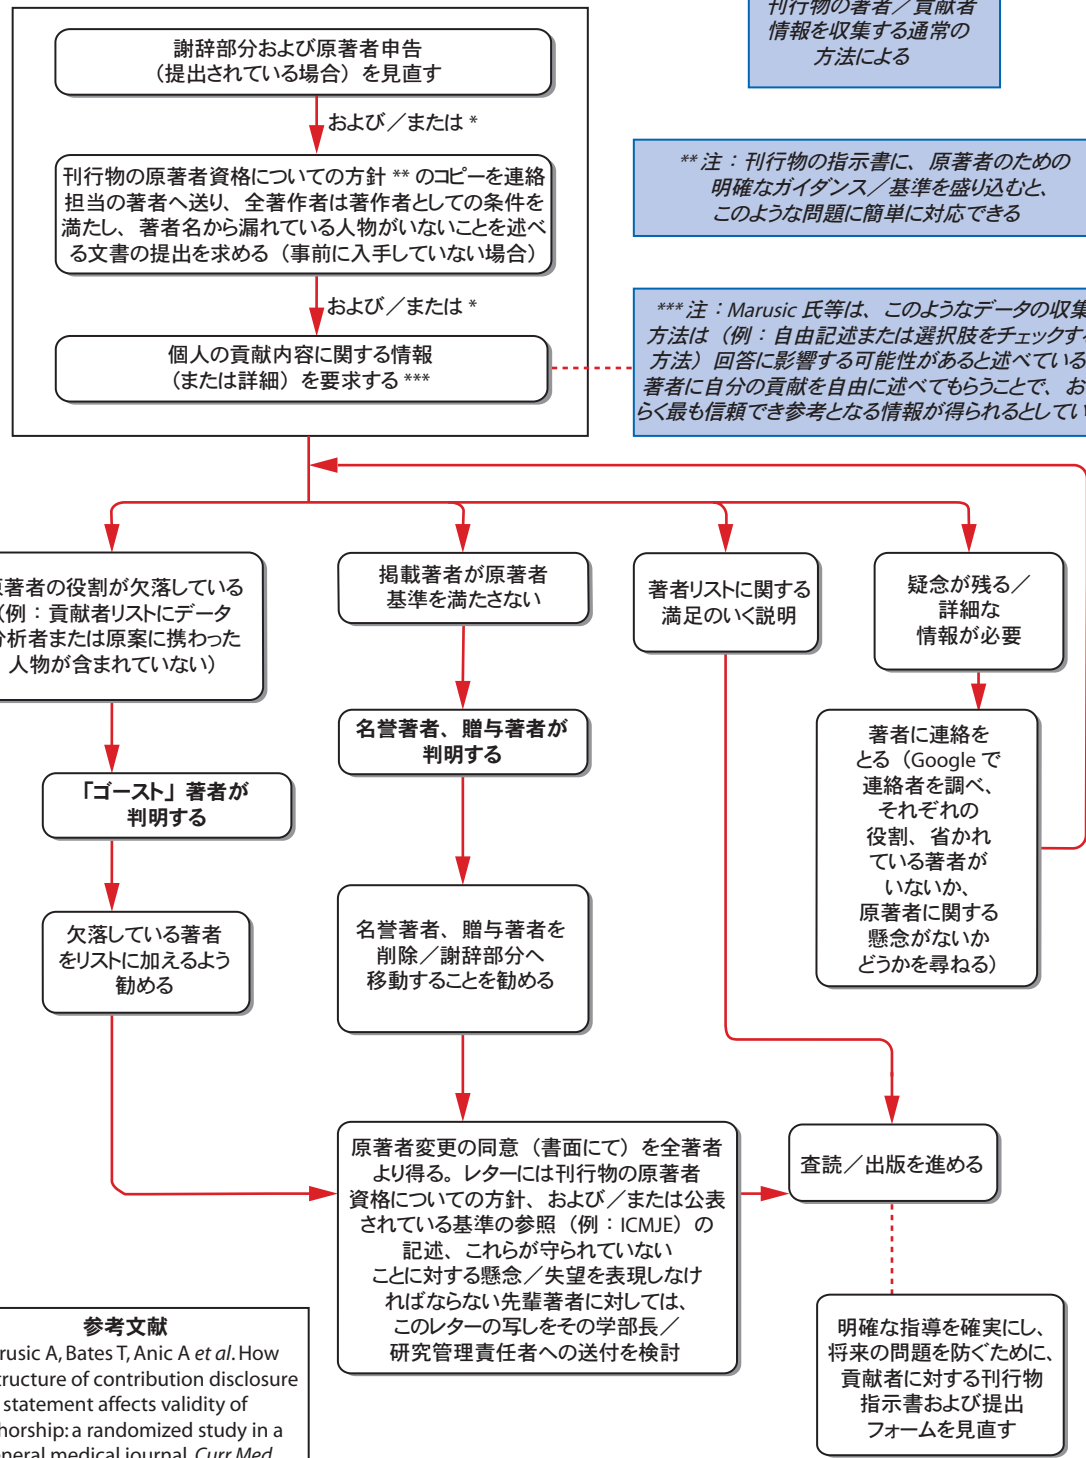 刊行物の著者／貢献者
情報を収集する通常の
方法による
謝辞部分および原著者申告
（提出されている場合）を見直す
および／または *
刊行物の原著者資格についての方針 ** のコピーを連絡
担当の著者へ送り、全著作者は著作者としての条件を
満たし、著者名から漏れている人物がいないことを述べ
る文書の提出を求める（事前に入手していない場合）
** 注：刊行物の指示書に、原著者のための
明確なガイダンス／基準を盛り込むと、
このような問題に簡単に対応できる
および／または *
個人の貢献内容に関する情報
（または詳細）を要求する ***
*** 注：Marusic 氏等は、このようなデータの収集
方法は（例：自由記述または選択肢をチェックす
方法）回答に影響する可能性があると述べている
著者に自分の貢献を自由に述べてもらうことで、お
らく最も信頼でき参考となる情報が得られるとしてい
著者の役割が欠落している
（例：貢献者リストにデータ
分析者または原案に携わった
人物が含まれていない）
掲載著者が原著者
基準を満たさない
著者リストに関する
満足のいく説明
疑念が残る／
詳細な
情報が必要
「ゴースト」著者が
判明する
名誉著者、贈与著者が
判明する
著者に連絡を
とる（Google で
連絡者を調べ、
それぞれの
役割、省かれ
ている著者が
いないか、
原著者に関する
懸念がないか
どうかを尋ねる）
欠落している著者
をリストに加えるよう
勧める
名誉著者、贈与著者を
削除／謝辞部分へ
移動することを勧める
原著者変更の同意（書面にて）を全著者
より得る。レターには刊行物の原著者
資格についての方針、および／または公表
されている基準の参照（例：ICMJE）の
記述、これらが守られていない
ことに対する懸念／失望を表現しなけ
ればならない先輩著者に対しては、
このレターの写しをその学部長／
研究管理責任者への送付を検討
査読／出版を進める
明確な指導を確実にし、
将来の問題を防ぐために、
貢献者に対する刊行物
指示書および提出
フォームを見直す
参考文献
rusic A, Bates T, Anic A et al. How
tructure of contribution disclosure
statement affects validity of
horship: a randomized study in a
eneral medical journal. Curr Med